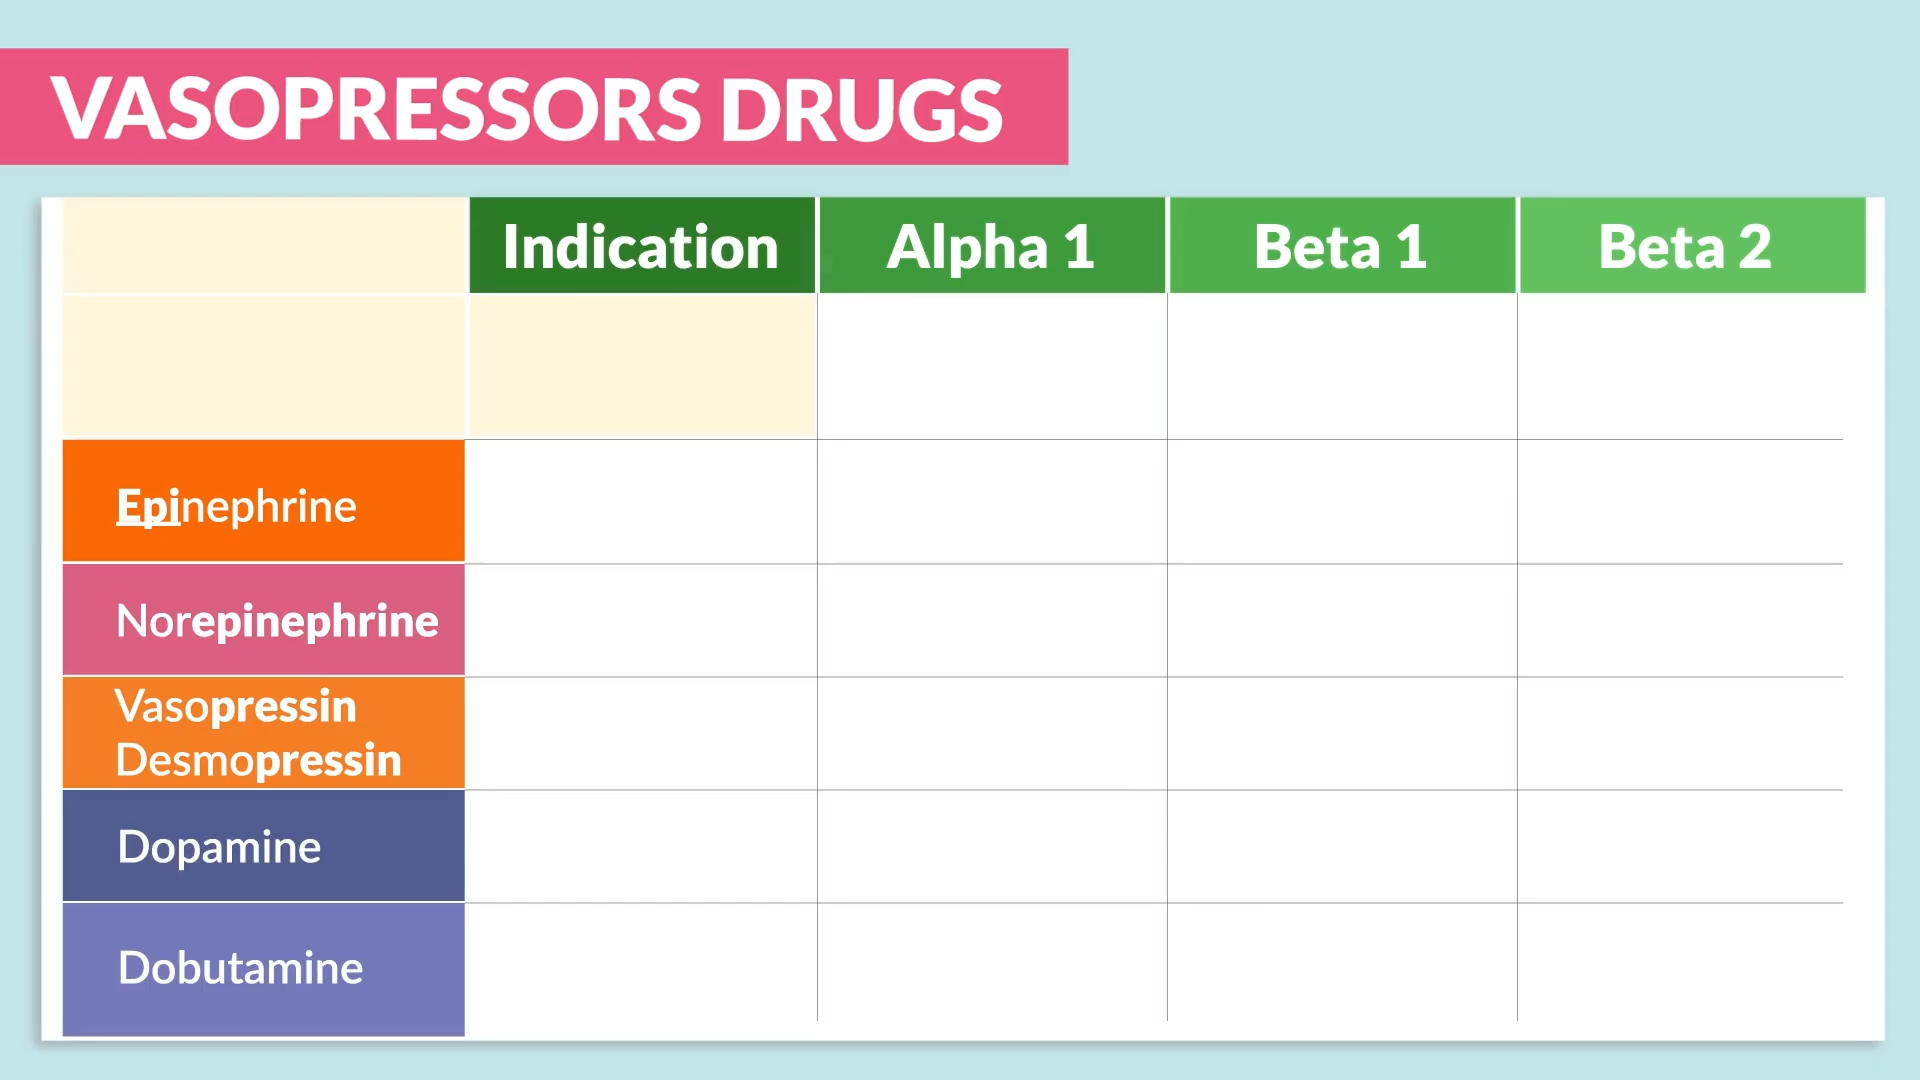 VASOPRESSORS DRUGS
Indication
Alpha 1
Beta 1
Beta 2
Epinephrine
Norepinephrine
Vasopressin
Desmopressin
Dopamine
Dobutamine